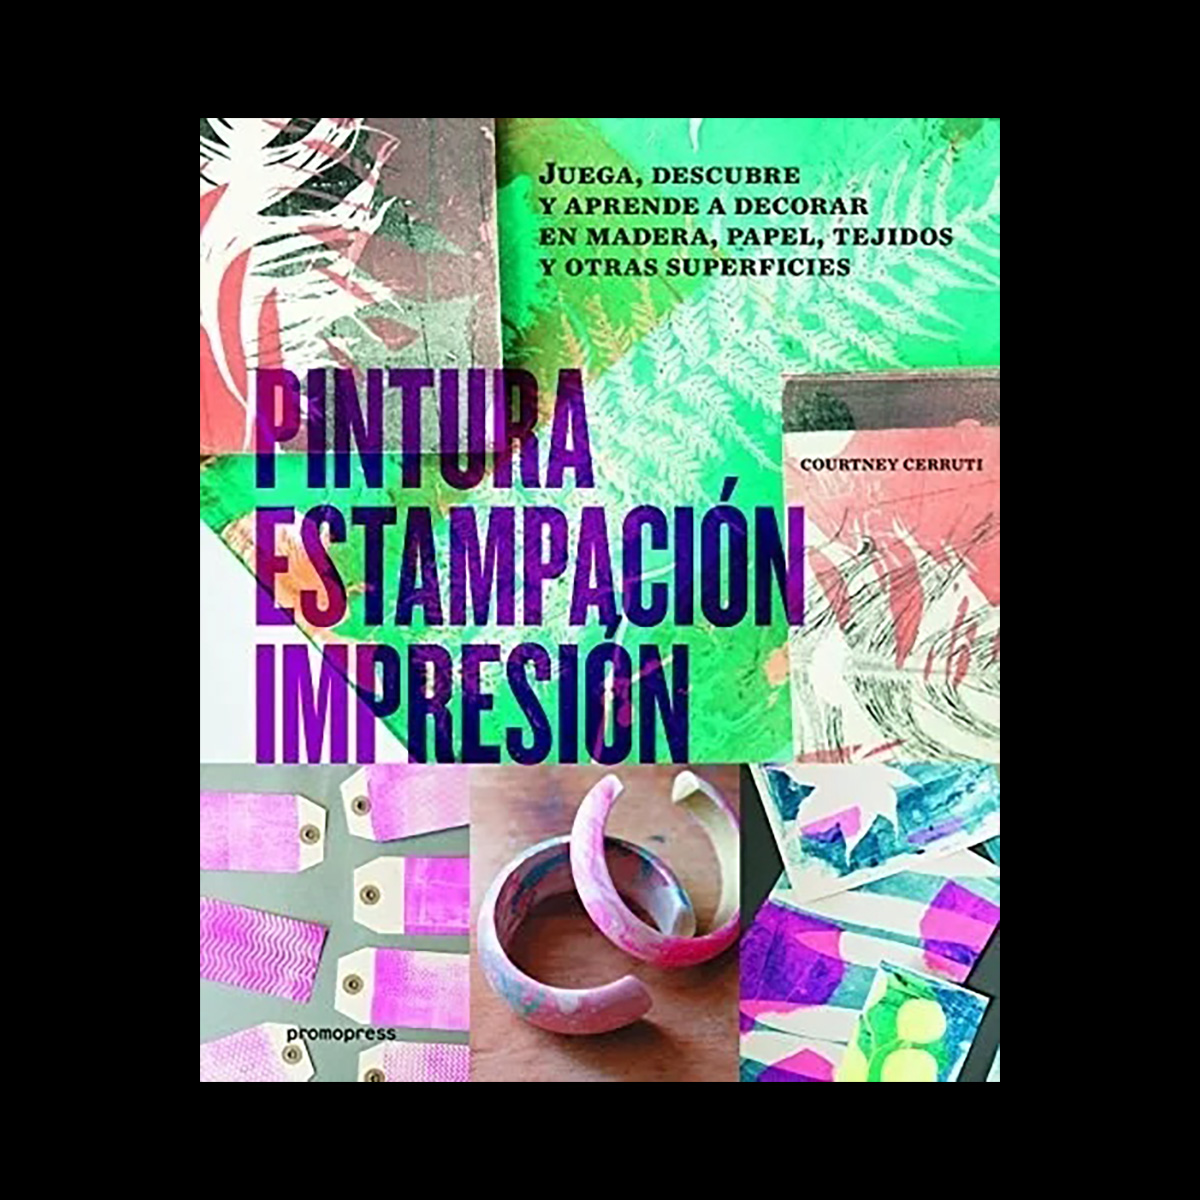 JUEGA, DESCUBRE
Y APRENDE A DECORAR
EN MADERA, PAPEL, TEJIDOS
Y OTRAS SUPERFICIES
PINTURA
COURTNEY CERRUTI
ESTAMPACIÓN
IMPRESIÓN
promopress